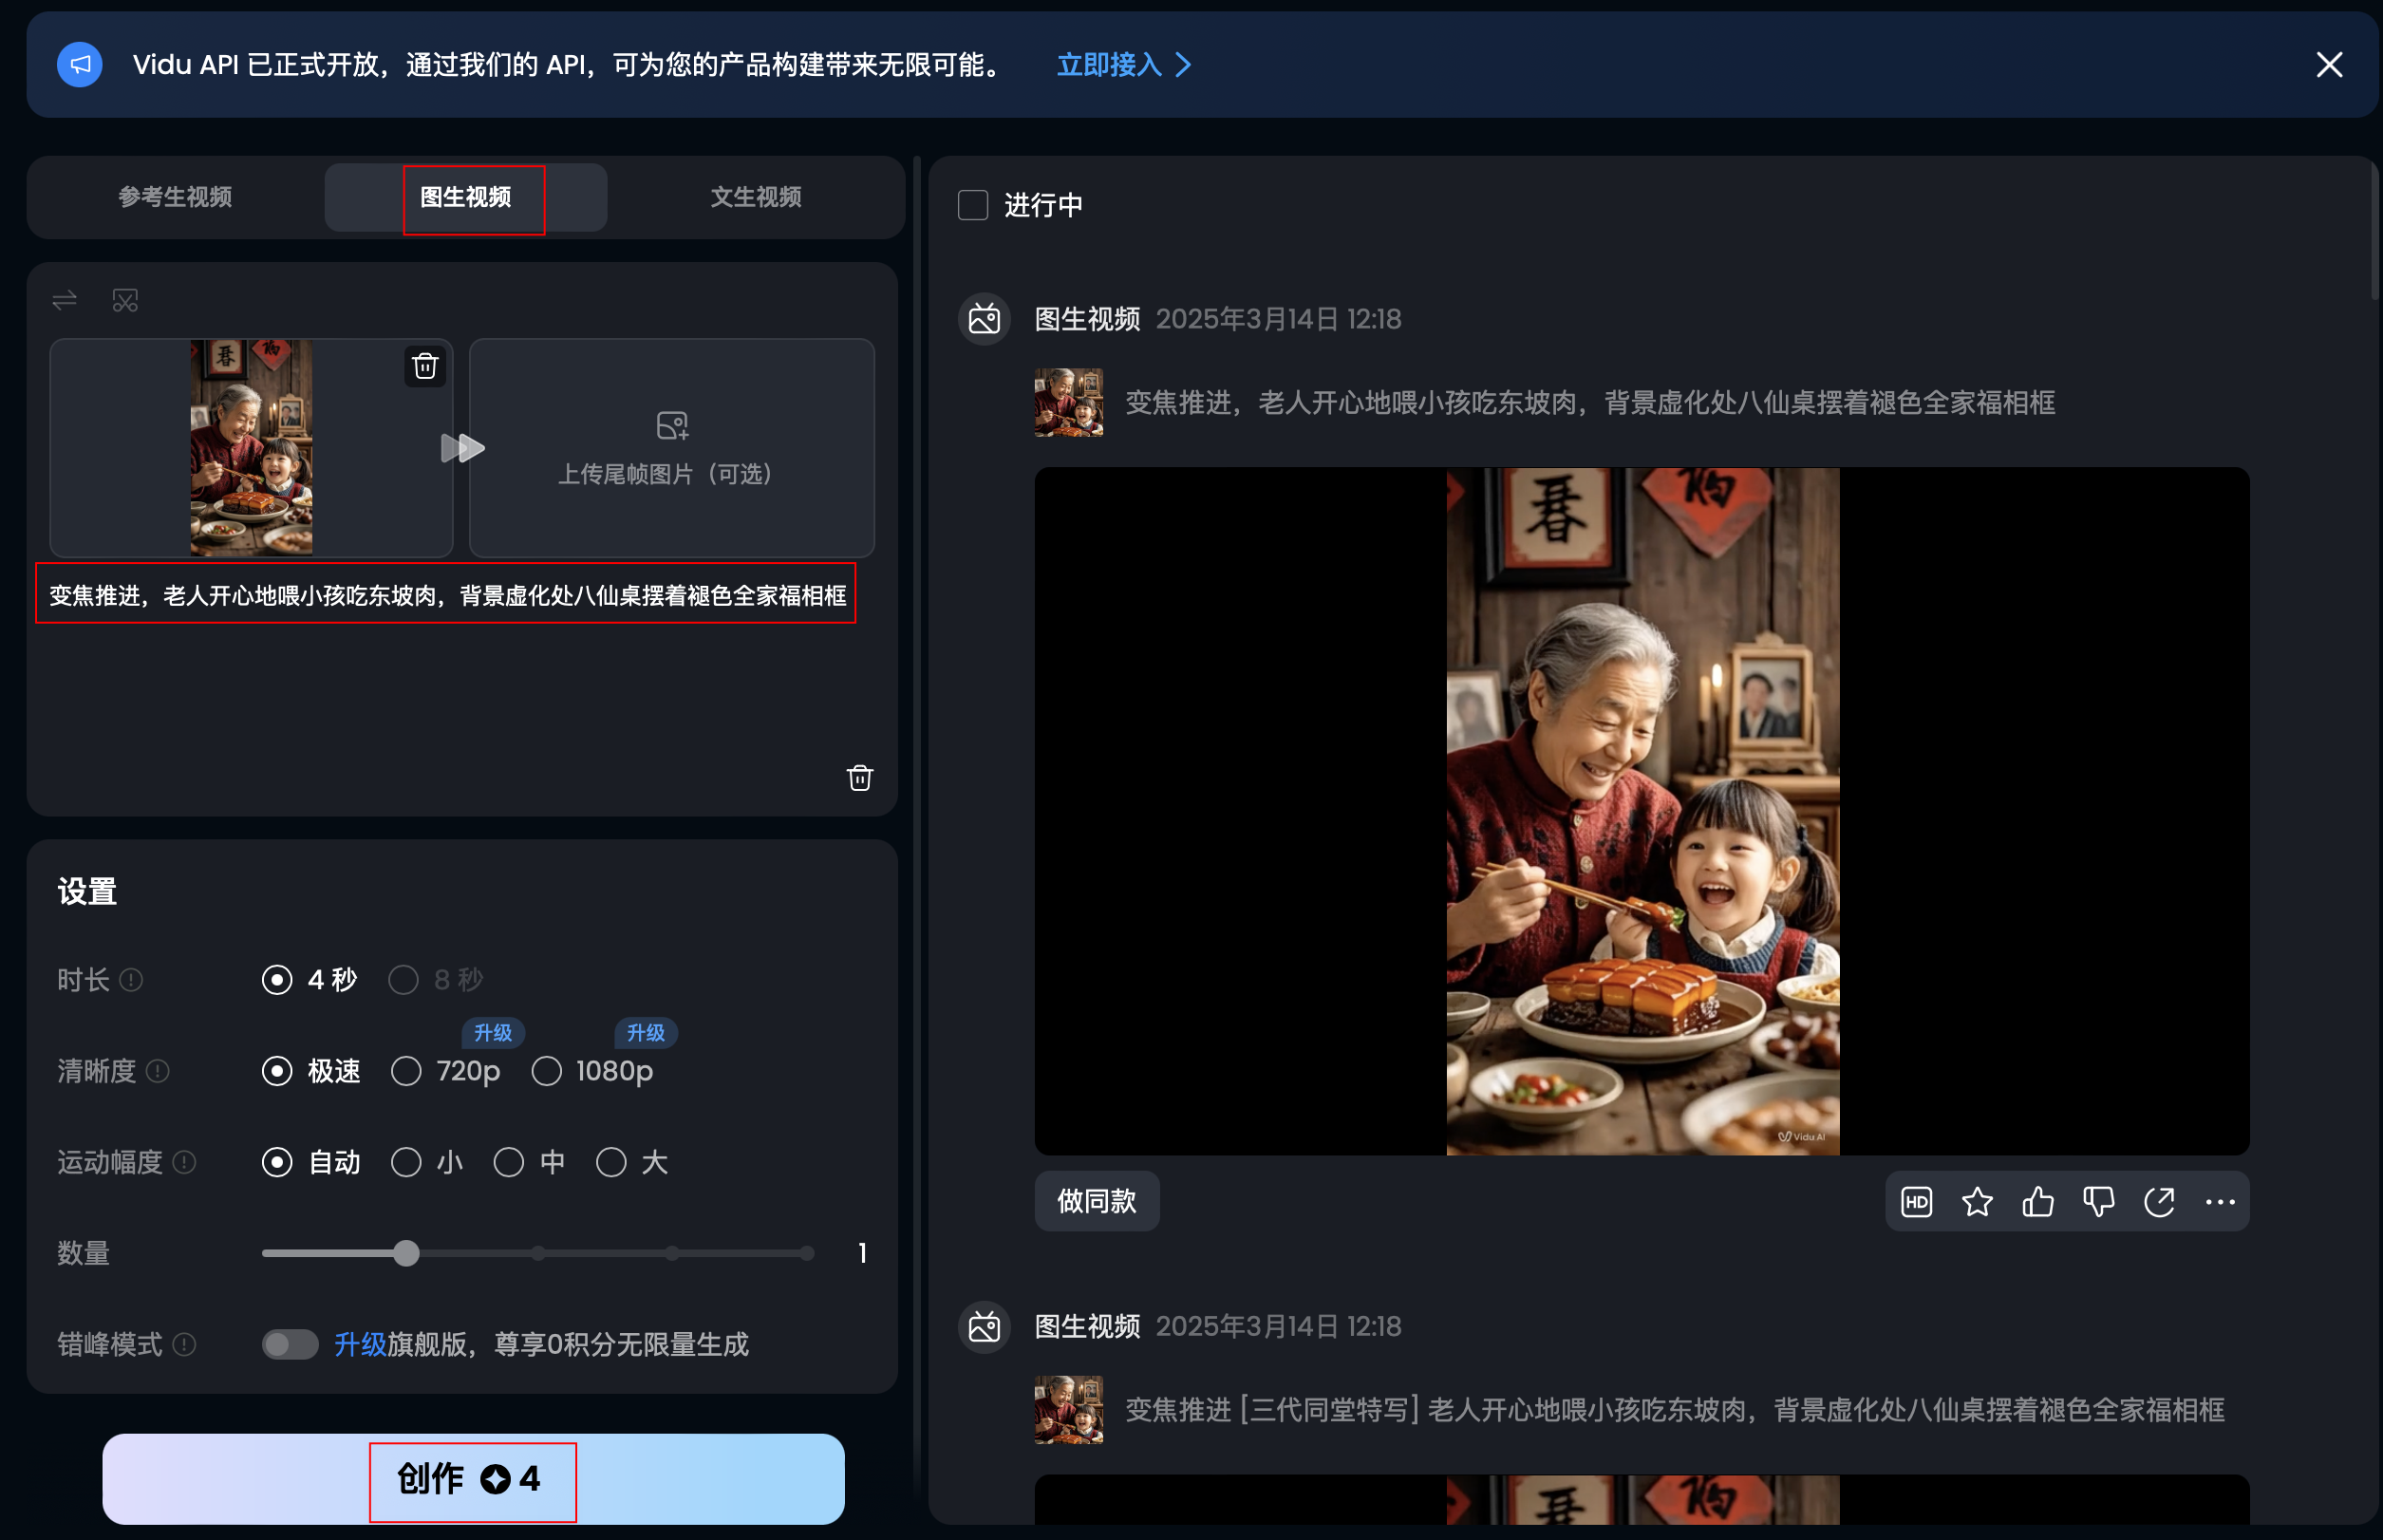 Vidu API 已正式开放，通过我们的 API，可为您的产品构建带来无限可能。 立即接入
参考生视频 图生视频 文生视频
上传尾帧图片（可选）
变焦推进，老人开心地喂小孩吃东坡肉，背景虚化处八仙桌摆着褪色全家福相框
设置
时长 4 秒 8 秒
升级 升级
清晰度 极速 720p 1080p
运动幅度 自动 小 中 大
数量 1
错峰模式 升级旗舰版，尊享0积分无限量生成
创作 4
进行中
图生视频 2025年3月14日 12:18
变焦推进，老人开心地喂小孩吃东坡肉，背景虚化处八仙桌摆着褪色全家福相框
Vidu AI
做同款
HD
图生视频 2025年3月14日 12:18
变焦推进 [三代同堂特写] 老人开心地喂小孩吃东坡肉，背景虚化处八仙桌摆着褪色全家福相框